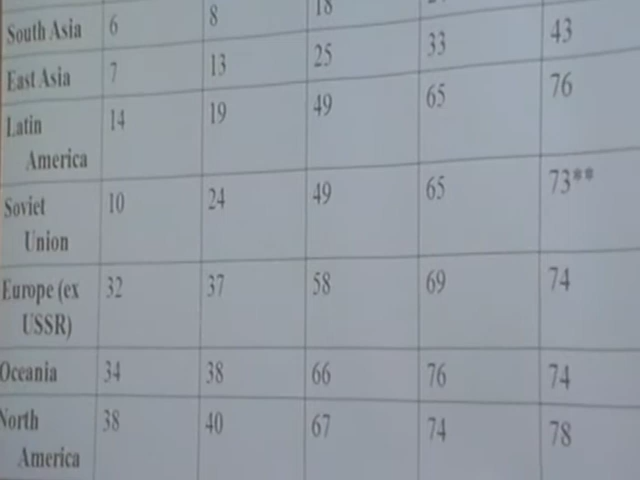 South Asia 6 8 18 43
East Asia 7 13 25 33
Latin America 14 19 49 65 76
Soviet Union 10 24 49 65 73**
Europe (ex USSR) 32 37 58 69 74
Oceania 34 38 66 76 74
North America 38 40 67 74 78